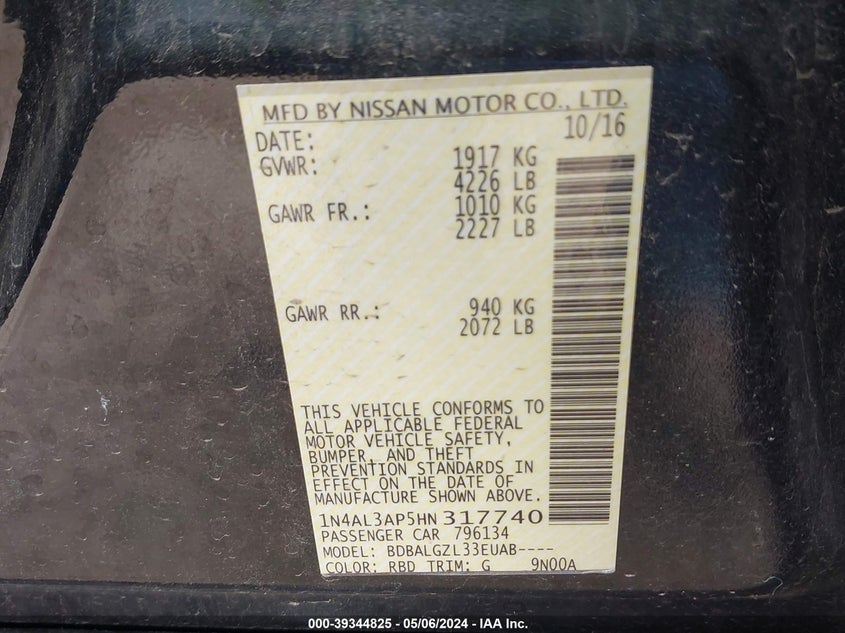 MFD BY NISSAN MOTOR CO., LTD.
DATE: 10/16
GVWR: 1917 KG
4226 LB
GAWR FR.: 1010 KG
2227 LB
GAWR RR.: 940 KG
2072 LB
THIS VEHICLE CONFORMS TO
ALL APPLICABLE FEDERAL
MOTOR VEHICLE SAFETY,
BUMPER, AND THEFT
PREVENTION STANDARDS IN
EFFECT ON THE DATE OF
MANUFACTURE SHOWN ABOVE.
1N4AL3AP5HN 317740
PASSENGER CAR 796134
MODEL: BDBALGZL33EUAB----
COLOR: RBD TRIM: G 9N00A
000-39344825 - 05/06/2024 - IAA Inc.